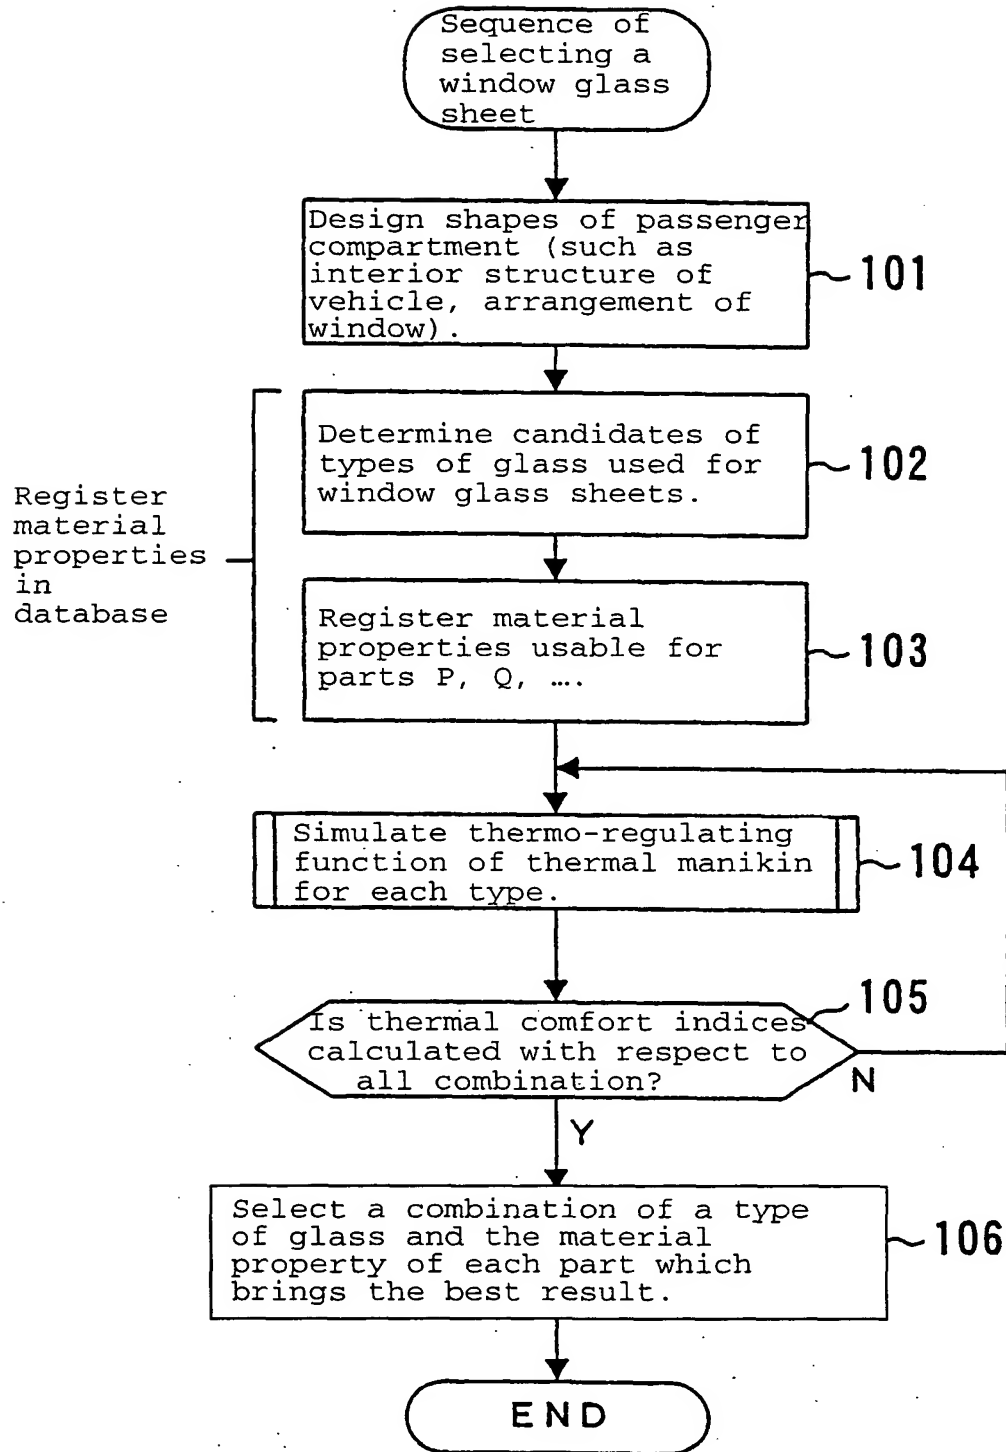 Sequence of
selecting a
window glass
sheet
Design shapes of passenger
compartment (such as
interior structure of
vehicle, arrangement of
window).
101
Register
material
properties
in
database
Determine candidates of
types of glass used for
window glass sheets.
102
Register material
properties usable for
parts P, Q, ….
103
Simulate thermo-regulating
function of thermal manikin
for each type.
104
Is thermal comfort indices
calculated with respect to
all combination?
105
N
Y
Select a combination of a type
of glass and the material
property of each part which
brings the best result.
106
END